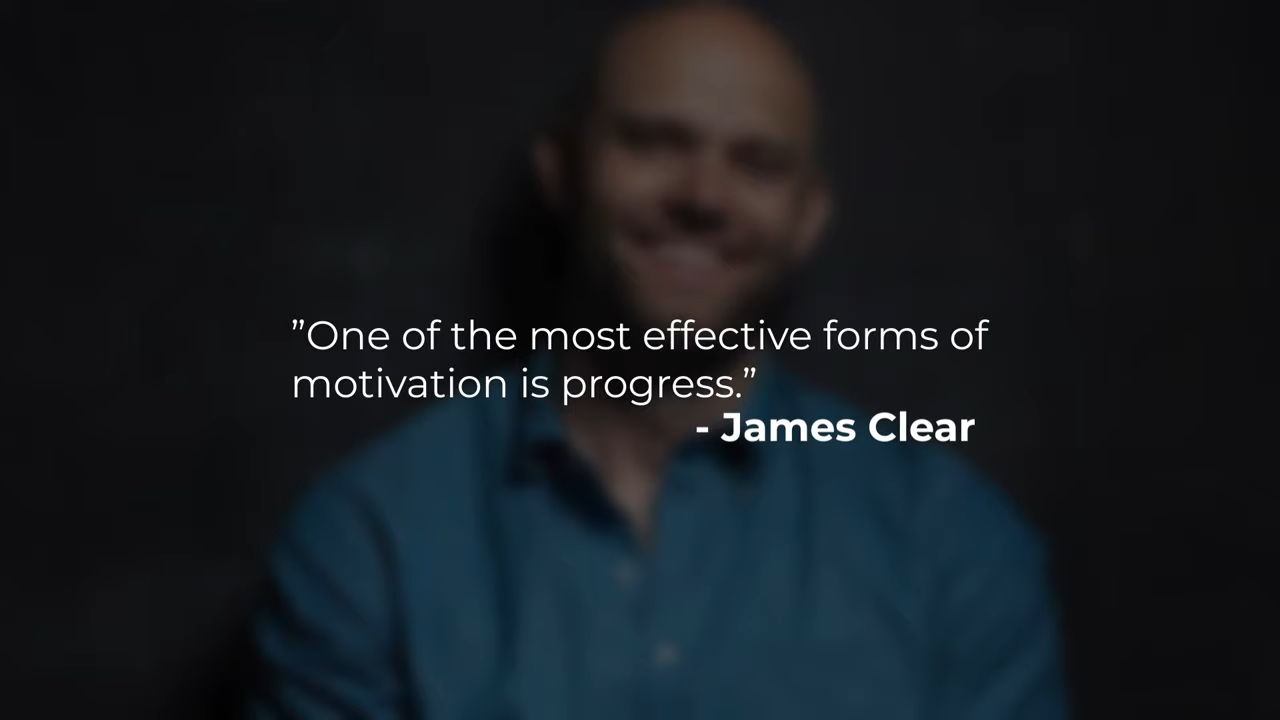 ”One of the most effective forms of
motivation is progress.”
- James Clear